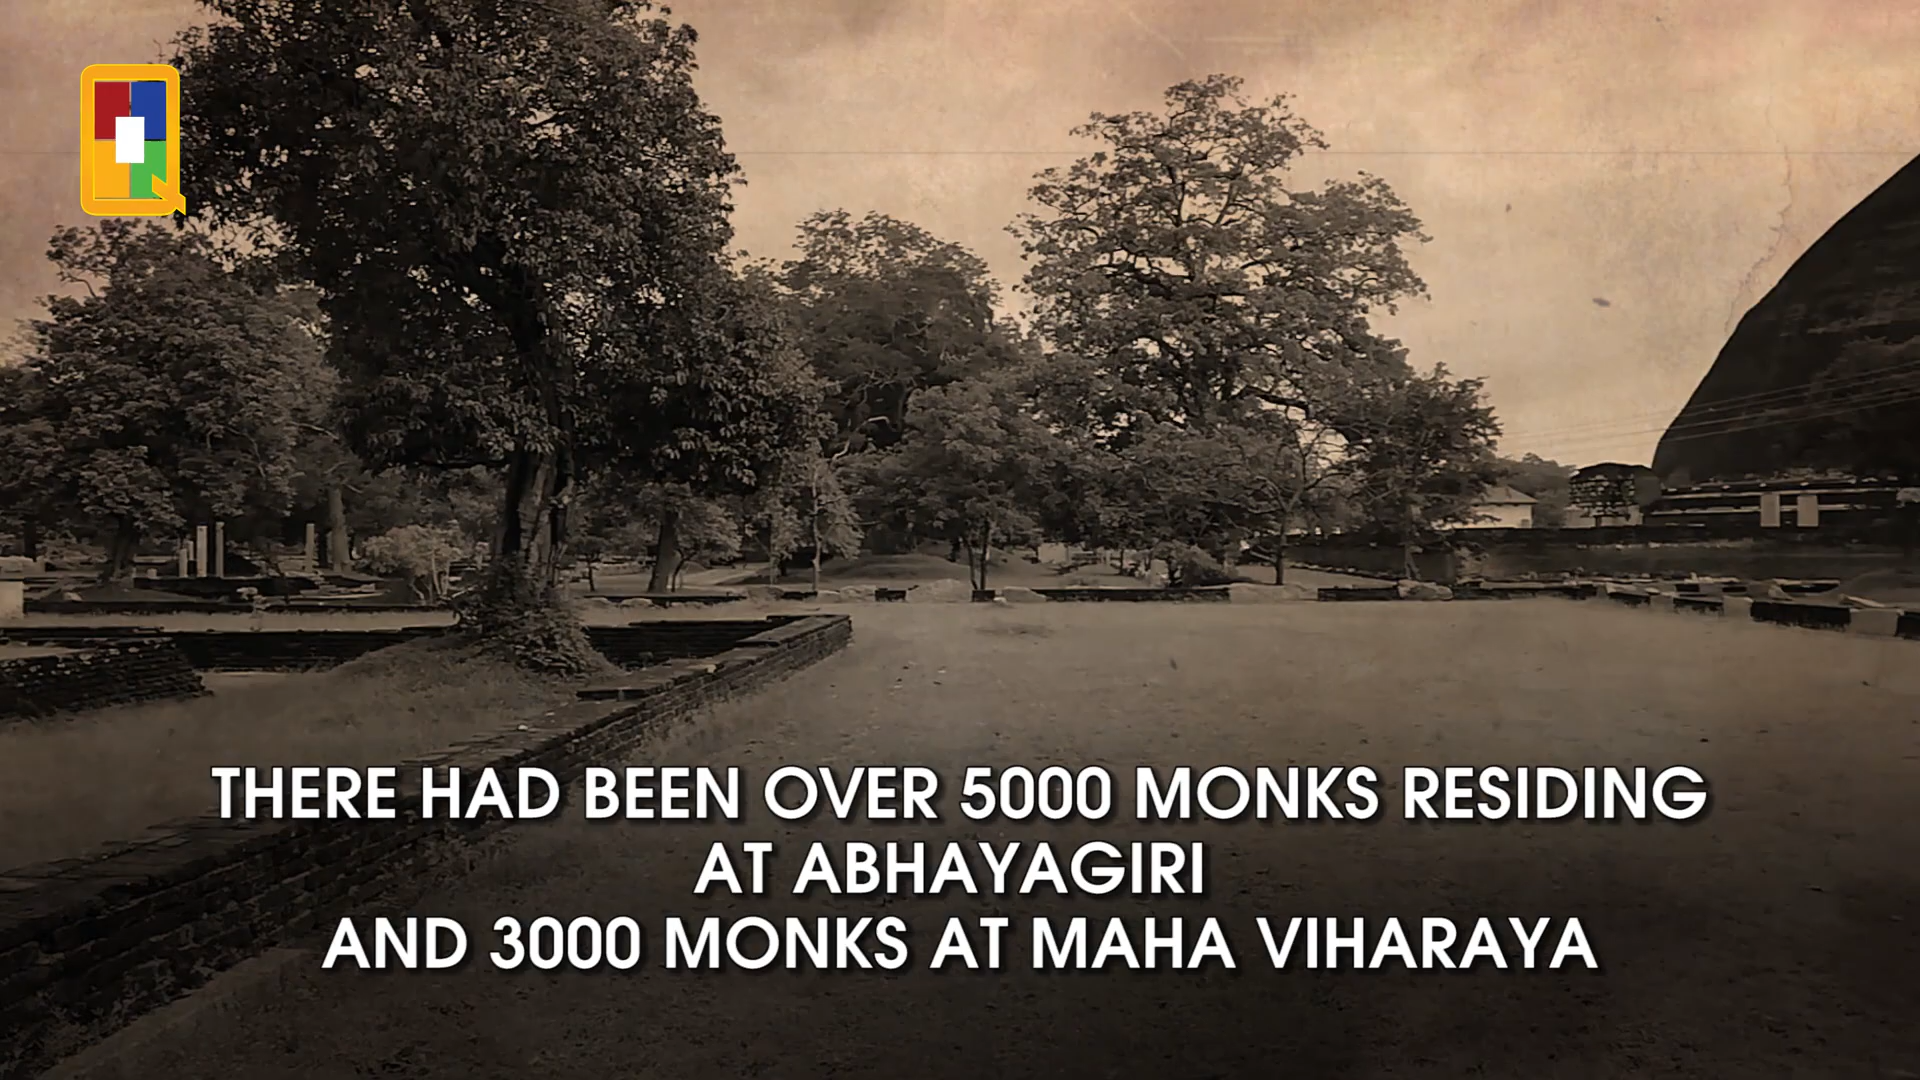 THERE HAD BEEN OVER 5000 MONKS RESIDING
AT ABHAYAGIRI
AND 3000 MONKS AT MAHA VIHARAYA